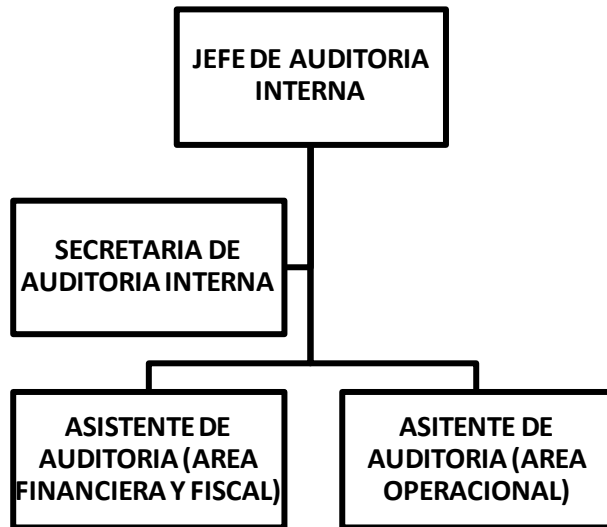 JEFE DE AUDITORIA
INTERNA
SECRETARIA DE
AUDITORIA INTERNA
ASISTENTE DE
AUDITORIA (AREA
FINANCIERA Y FISCAL)
ASITENTE DE
AUDITORIA (AREA
OPERACIONAL)